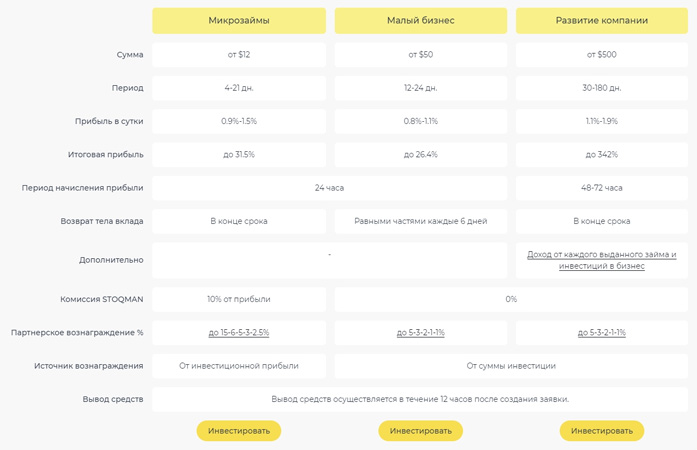 Микрозаймы Малый бизнес Развитие компании
Сумма от $12 от $50 от $500
Период 4-21 дн. 12-24 дн. 30-180 дн.
Прибыль в сутки 0.9%-1.5% 0.8%-1.1% 1.1%-1.9%
Итоговая прибыль до 31.5% до 26.4% до 342%
Период начисления прибыли 24 часа 48-72 часа
Возврат тела вклада В конце срока Равными частями каждые 6 дней В конце срока
Дополнительно - Доход от каждого выданного займа и
инвестиций в бизнес
Комиссия STOQMAN 10% от прибыли 0%
Партнерское вознаграждение % до 15-6-5-3-2.5% до 5-3-2-1-1% до 5-3-2-1-1%
Источник вознаграждения От инвестиционной прибыли От суммы инвестиции
Вывод средств Вывод средств осуществляется в течение 12 часов после создания заявки.
Инвестировать Инвестировать Инвестировать